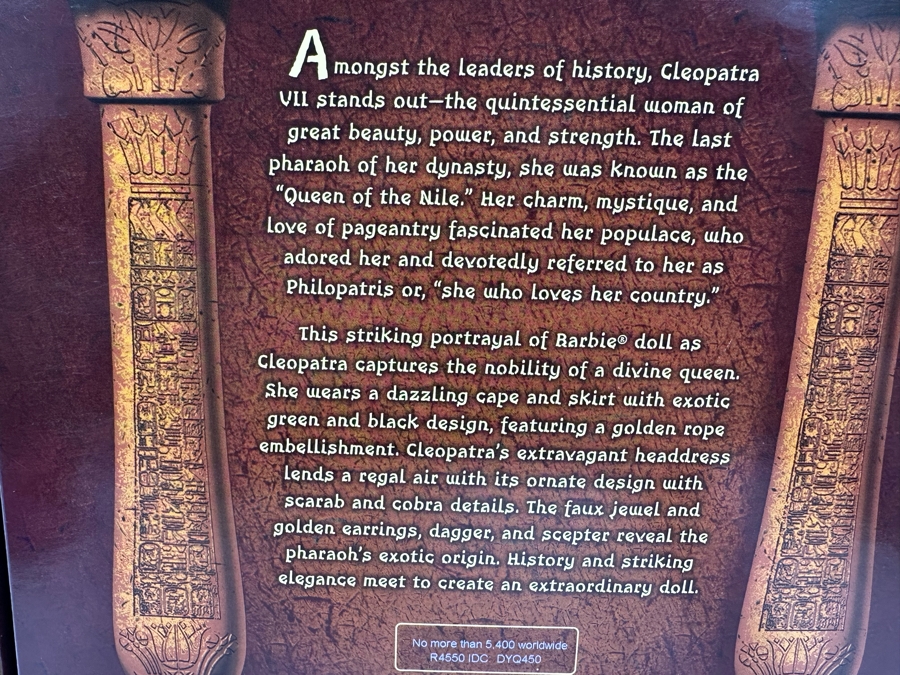 Amongst the leaders of history, Cleopatra
VII stands out—the quintessential woman of
great beauty, power, and strength. The last
pharaoh of her dynasty, she was known as the
“Queen of the Nile.” Her charm, mystique, and
love of pageantry fascinated her populace, who
adored her and devotedly referred to her as
Philopatris or, “she who loves her country.”
This striking portrayal of Barbie® doll as
Cleopatra captures the nobility of a divine queen.
She wears a dazzling cape and skirt with exotic
green and black design, featuring a golden rope
embellishment. Cleopatra’s extravagant headdress
lends a regal air with its ornate design with
scarab and cobra details. The faux jewel and
golden earrings, dagger, and scepter reveal the
pharaoh’s exotic origin. History and striking
elegance meet to create an extraordinary doll.
No more than 5,400 worldwide
R4550 IDC DYQ450